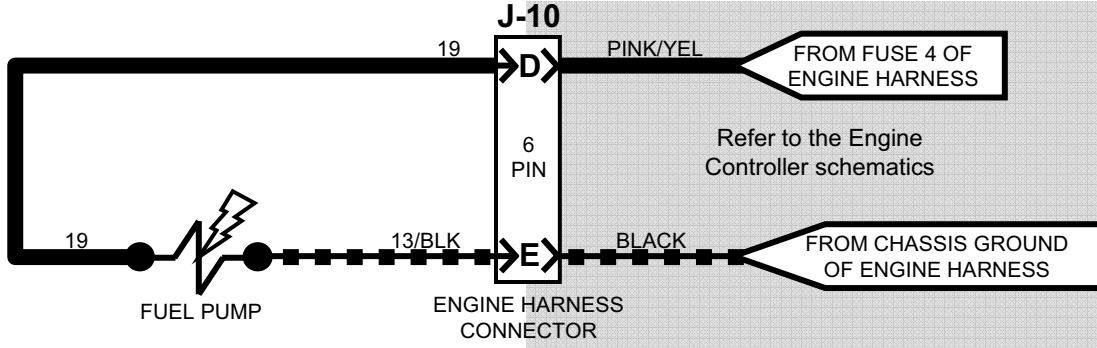 J-10
19
PINK/YEL
FROM FUSE 4 OF
ENGINE HARNESS
D
6
PIN
Refer to the Engine
Controller schematics
19
13/BLK
E
BLACK
FROM CHASSIS GROUND
OF ENGINE HARNESS
FUEL PUMP
ENGINE HARNESS
CONNECTOR